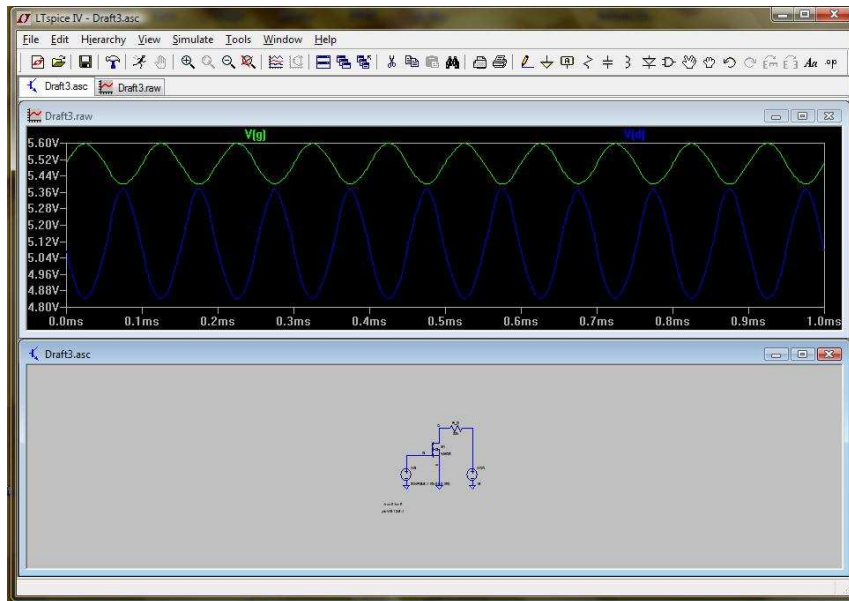 LTspice IV - Draft3.asc
File Edit Hierarchy View Simulate Tools Window Help
Aa .op
Draft3.asc Draft3.raw
Draft3.raw
V(g) V(d)
5.60V
5.52V
5.44V
5.36V
5.28V
5.20V
5.12V
5.04V
4.96V
4.88V
4.80V
0.0ms 0.1ms 0.2ms 0.3ms 0.4ms 0.5ms 0.6ms 0.7ms 0.8ms 0.9ms 1.0ms
Draft3.asc